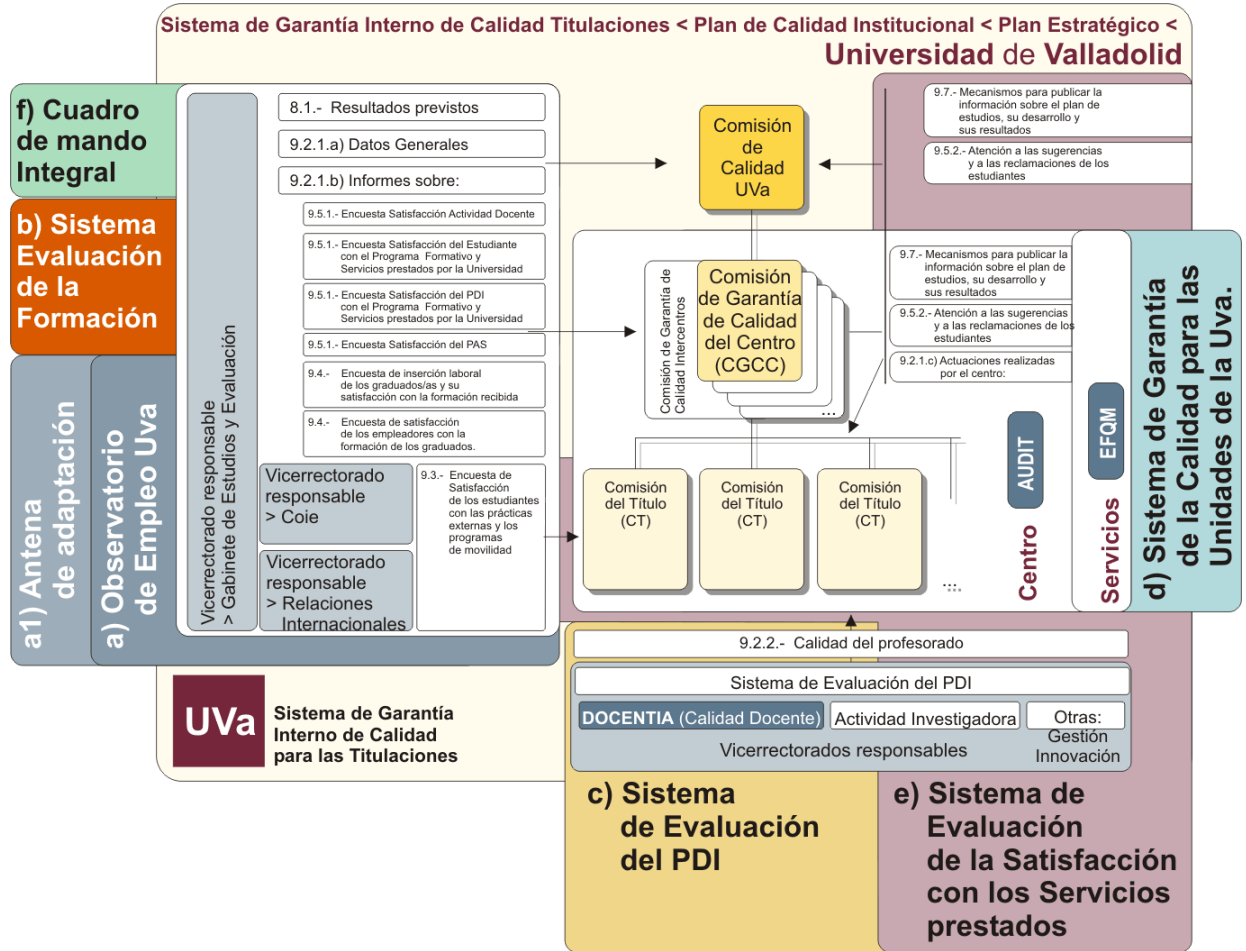 Sistema de Garantía Interno de Calidad Titulaciones < Plan de Calidad Institucional < Plan Estratégico <
Universidad de Valladolid
f) Cuadro
de mando
Integral
b) Sistema
Evaluación
de la
Formación
a1) Antena
de adaptación
a) Observatorio
de Empleo Uva
Vicerrectorado responsable
> Gabinete de Estudios y Evaluación
8.1.- Resultados previstos
9.2.1.a) Datos Generales
9.2.1.b) Informes sobre:
9.5.1.- Encuesta Satisfacción Actividad Docente
9.5.1.- Encuesta Satisfacción del Estudiante
con el Programa Formativo y
Servicios prestados por la Universidad
9.5.1.- Encuesta Satisfacción del PDI
con el Programa Formativo y
Servicios prestados por la Universidad
9.5.1.- Encuesta Satisfacción del PAS
9.4.- Encuesta de inserción laboral
de los graduados/as y su
satisfacción con la formación recibida
9.4.- Encuesta de satisfacción
de los empleadores con la
formación de los graduados.
Vicerrectorado
responsable
> Coie
Vicerrectorado
responsable
> Relaciones
Internacionales
9.3.- Encuesta de
Satisfacción
de los estudiantes
con las prácticas
externas y los
programas
de movilidad
Comisión
de
Calidad
UVa
9.7.- Mecanismos para publicar la
información sobre el plan de
estudios, su desarrollo y
sus resultados
9.5.2.- Atención a las sugerencias
y a las reclamaciones de los
estudiantes
Comisión de Garantía de
Calidad Intercentros
Comisión
de Garantía
de Calidad
del Centro
(CGCC)
...
9.7.- Mecanismos para publicar la
información sobre el plan de
estudios, su desarrollo y
sus resultados
9.5.2.- Atención a las sugerencias
y a las reclamaciones de los
estudiantes
9.2.1.c) Actuaciones realizadas
por el centro:
Comisión
del Título
(CT)
Comisión
del Título
(CT)
Comisión
del Título
(CT)
...
AUDIT
Centro
EFQM
Servicios
d) Sistema de Garantía
de la Calidad para las
Unidades de la Uva.
9.2.2.- Calidad del profesorado
Sistema de Evaluación del PDI
DOCENTIA (Calidad Docente)
Actividad Investigadora
Otras:
Gestión
Innovación
Vicerrectorados responsables
UVa
Sistema de Garantía
Interno de Calidad
para las Titulaciones
c) Sistema
de Evaluación
del PDI
e) Sistema de
Evaluación
de la Satisfacción
con los Servicios
prestados